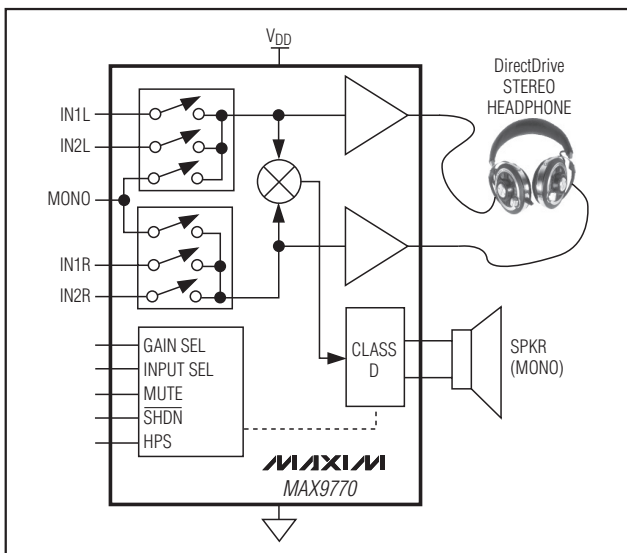 VDD
DirectDrive
STEREO
HEADPHONE
IN1L
IN2L
MONO
IN1R
IN2R
GAIN SEL
INPUT SEL
MUTE
SHDN
HPS
CLASS
D
SPKR
(MONO)
MAXIM
MAX9770